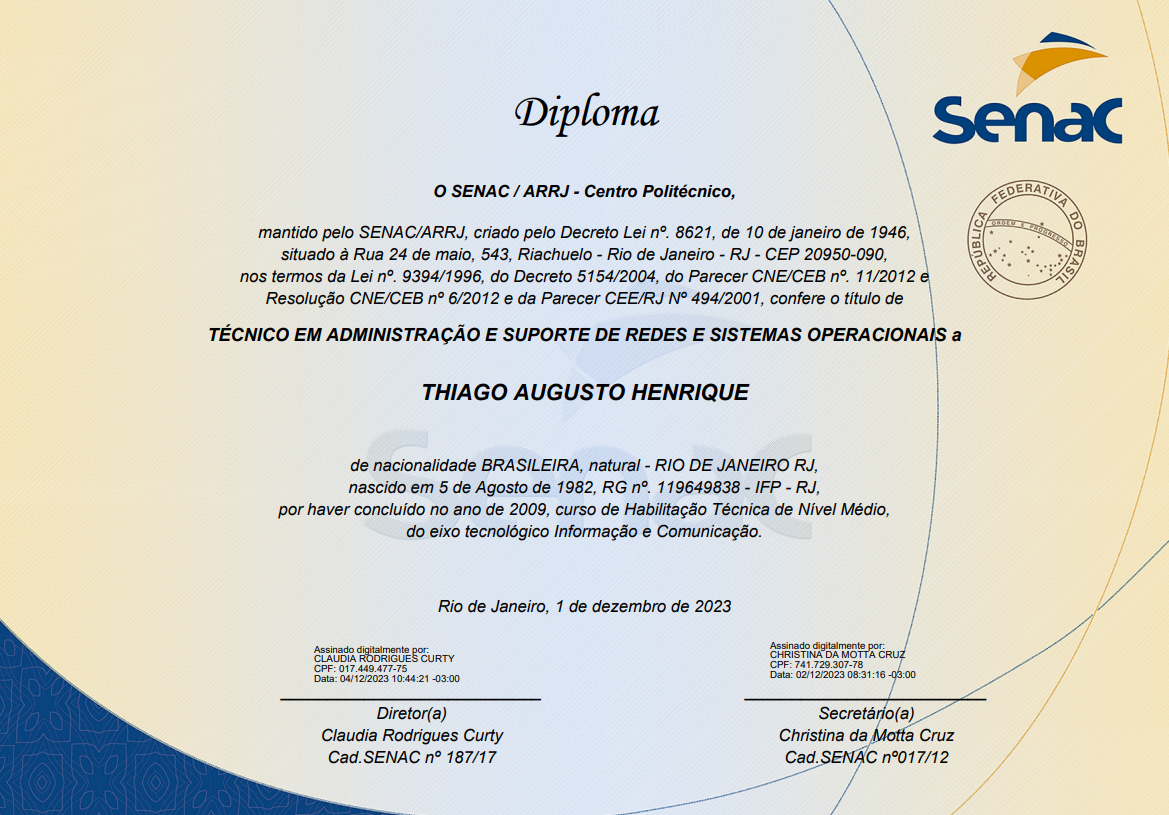 Senac
Diploma
REPÚBLICA FEDERATIVA DO BRASIL
ORDEM E PROGRESSO
O SENAC / ARRJ - Centro Politécnico,
mantido pelo SENAC/ARRJ, criado pelo Decreto Lei nº. 8621, de 10 de janeiro de 1946,
situado à Rua 24 de maio, 543, Riachuelo - Rio de Janeiro - RJ - CEP 20950-090,
nos termos da Lei nº. 9394/1996, do Decreto 5154/2004, do Parecer CNE/CEB nº. 11/2012 e
Resolução CNE/CEB nº 6/2012 e da Parecer CEE/RJ Nº 494/2001, confere o título de
TÉCNICO EM ADMINISTRAÇÃO E SUPORTE DE REDES E SISTEMAS OPERACIONAIS a
THIAGO AUGUSTO HENRIQUE
Senac
de nacionalidade BRASILEIRA, natural - RIO DE JANEIRO RJ,
nascido em 5 de Agosto de 1982, RG nº. 119649838 - IFP - RJ,
por haver concluído no ano de 2009, curso de Habilitação Técnica de Nível Médio,
do eixo tecnológico Informação e Comunicação.
Rio de Janeiro, 1 de dezembro de 2023
Assinado digitalmente por:
CLAUDIA RODRIGUES CURTY
CPF: 017.449.477-75
Data: 04/12/2023 10:44:21 -03:00
Diretor(a)
Claudia Rodrigues Curty
Cad.SENAC nº 187/17
Assinado digitalmente por:
CHRISTINA DA MOTTA CRUZ
CPF: 741.729.307-78
Data: 02/12/2023 08:31:16 -03:00
Secretário(a)
Christina da Motta Cruz
Cad.SENAC nº017/12